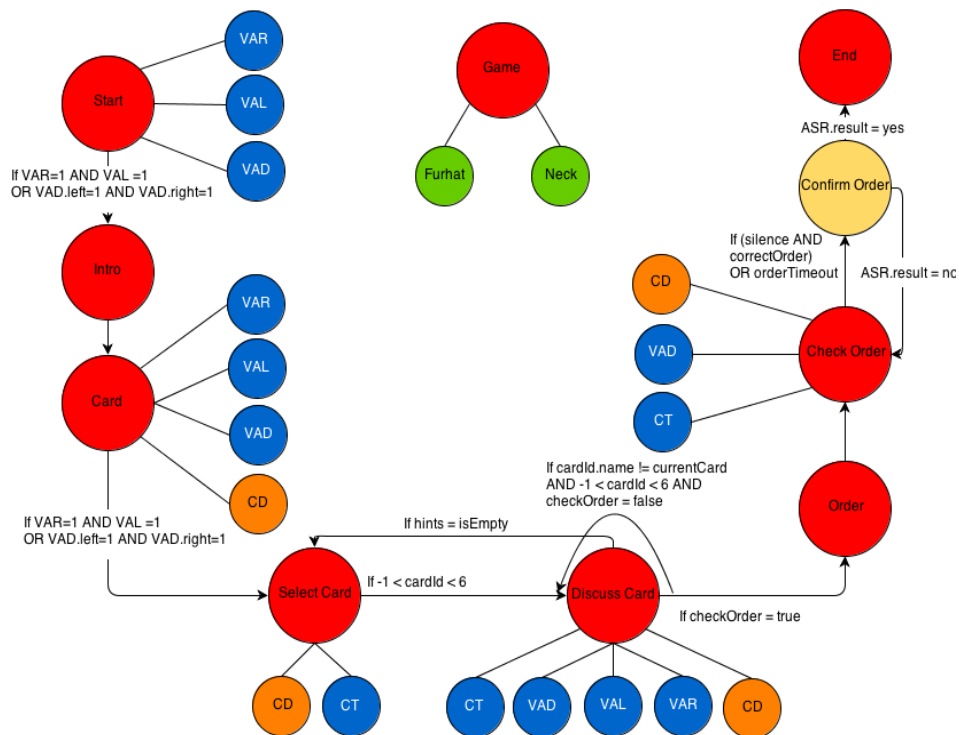 VAR
Start
VAL
VAD
If VAR=1 AND VAL =1
OR VAD.left=1 AND VAD.right=1
Intro
Card
VAR
VAL
VAD
CD
If VAR=1 AND VAL =1
OR VAD.left=1 AND VAD.right=1
Game
Furhat
Neck
End
ASR.result = yes
Confirm Order
If (silence AND
correctOrder)
OR orderTimeout
ASR.result = no
CD
VAD
CT
Check Order
Order
If cardId.name != currentCard
AND -1 < cardId < 6 AND
checkOrder = false
If hints = isEmpty
Select Card
If -1 < cardId < 6
Discuss Card
If checkOrder = true
CD
CT
CT
VAD
VAL
VAR
CD